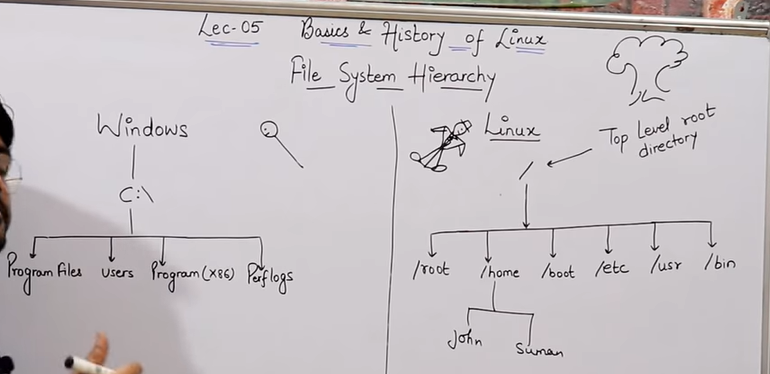 Lec-05 Basics & History of Linux
File System Hierarchy
Windows
C:\
Program Files Users Program(X86) Perflogs
Linux
Top Level root
directory
/
/root /home /boot /etc /usr /bin
John Suman